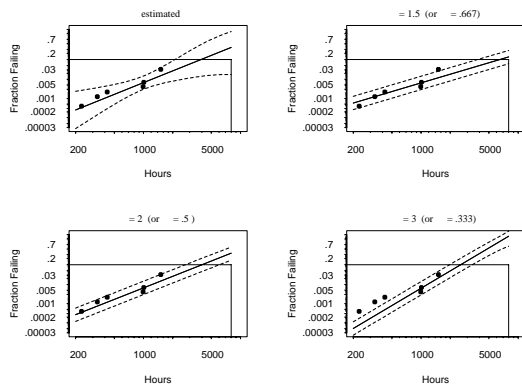 estimated
Fraction Failing
.7
.2
.03
.005
.001
.0002
.00003
200 1000 5000
Hours
= 1.5 (or = .667)
Fraction Failing
.7
.2
.03
.005
.001
.0002
.00003
200 1000 5000
Hours
= 2 (or = .5 )
Fraction Failing
.7
.2
.03
.005
.001
.0002
.00003
200 1000 5000
Hours
= 3 (or = .333)
Fraction Failing
.7
.2
.03
.005
.001
.0002
.00003
200 1000 5000
Hours